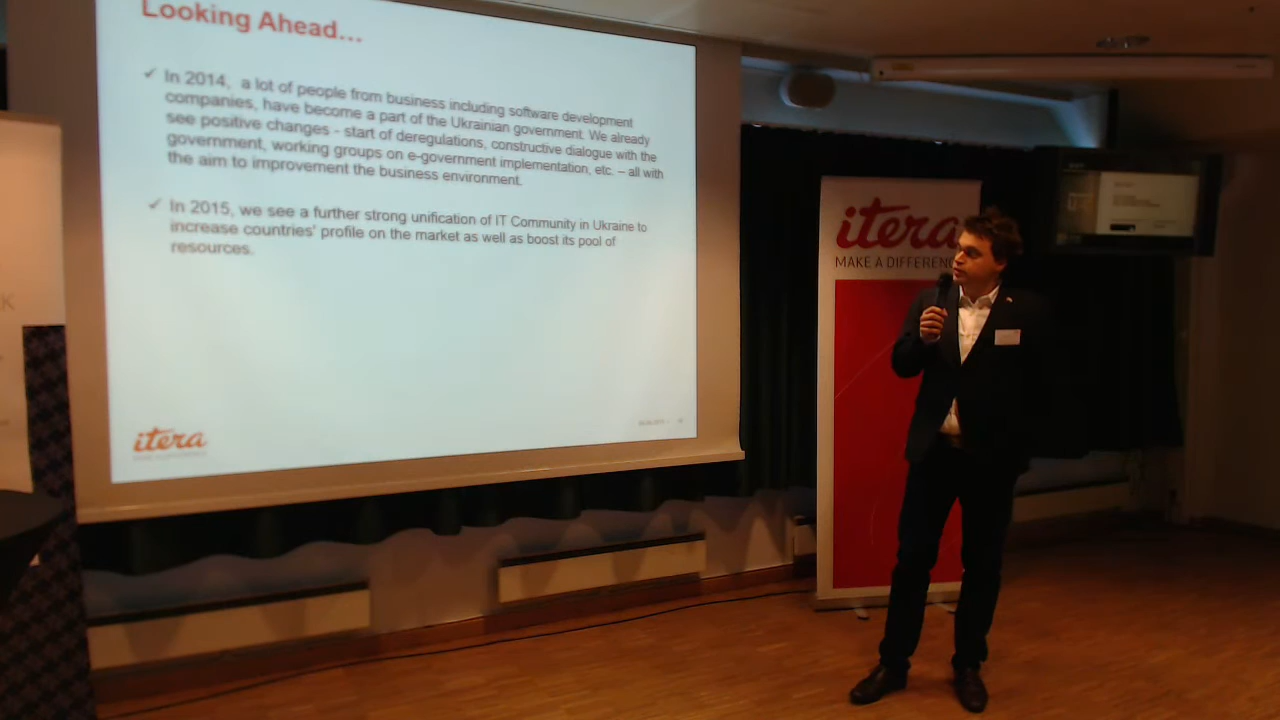 Looking Ahead...
✓ In 2014, a lot of people from business including software development
companies, have become a part of the Ukrainian government. We already
see positive changes - start of deregulations, constructive dialogue with the
government, working groups on e-government implementation, etc. – all with
the aim to improvement the business environment.
✓ In 2015, we see a further strong unification of IT Community in Ukraine to
increase countries' profile on the market as well as boost its pool of
resources.
itera
itera
MAKE A DIFFERENC
K